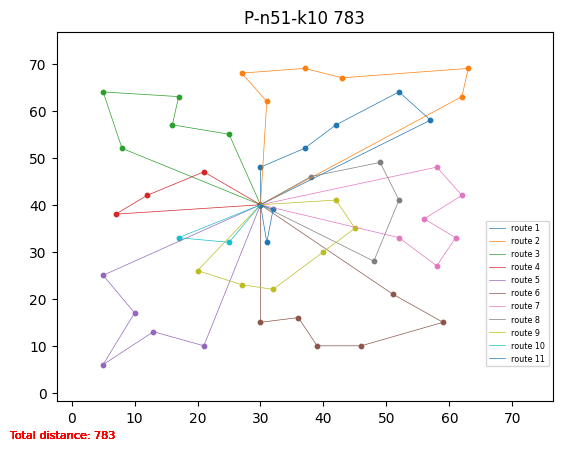 P-n51-k10 783
70
60
50
40
30
20
10
0
0 10 20 30 40 50 60 70
route 1
route 2
route 3
route 4
route 5
route 6
route 7
route 8
route 9
route 10
route 11
Total distance: 783